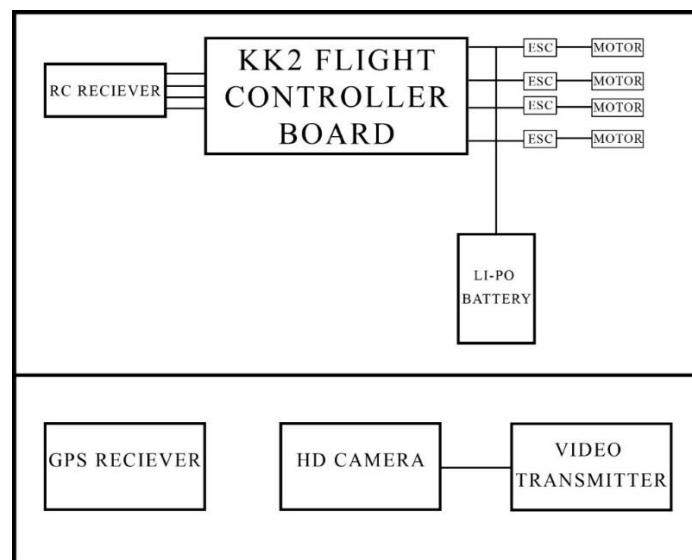 KK2 FLIGHT
CONTROLLER
BOARD
RC RECIEVER
ESC MOTOR
ESC MOTOR
ESC MOTOR
ESC MOTOR
LI-PO
BATTERY
GPS RECIEVER
HD CAMERA
VIDEO
TRANSMITTER